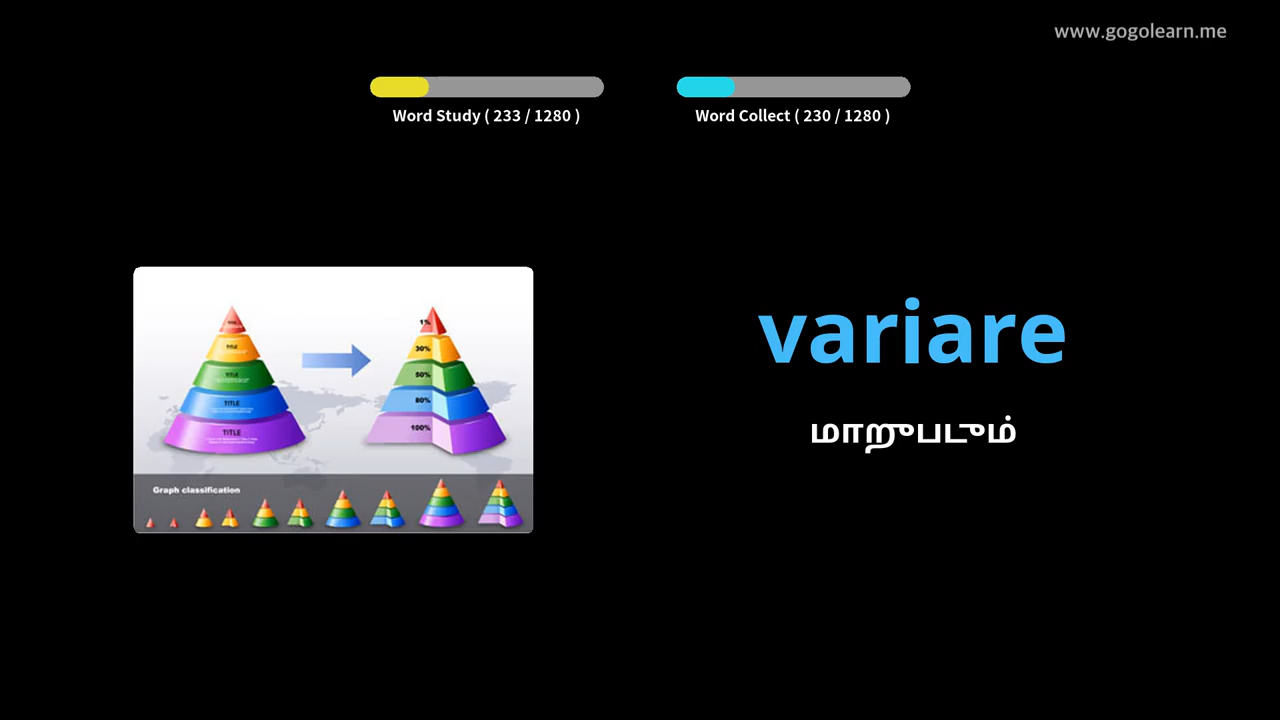 www.gogolearn.me
Word Study ( 233 / 1280 )
Word Collect ( 230 / 1280 )
variare
மாறுபடும்
TITLE
TITLE
TITLE
TITLE
1%
30%
50%
80%
100%
Graph classification